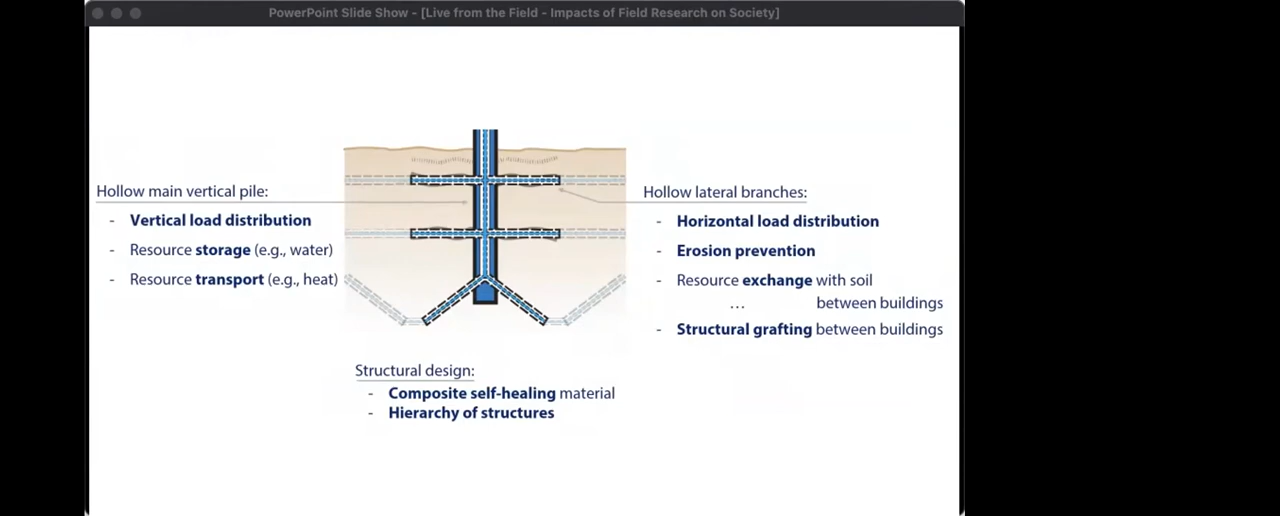 PowerPoint Slide Show - [Live from the Field - Impacts of Field Research on Society]
Hollow main vertical pile:
- Vertical load distribution
- Resource storage (e.g., water)
- Resource transport (e.g., heat)
Hollow lateral branches:
- Horizontal load distribution
- Erosion prevention
- Resource exchange with soil
... between buildings
- Structural grafting between buildings
Structural design:
- Composite self-healing material
- Hierarchy of structures